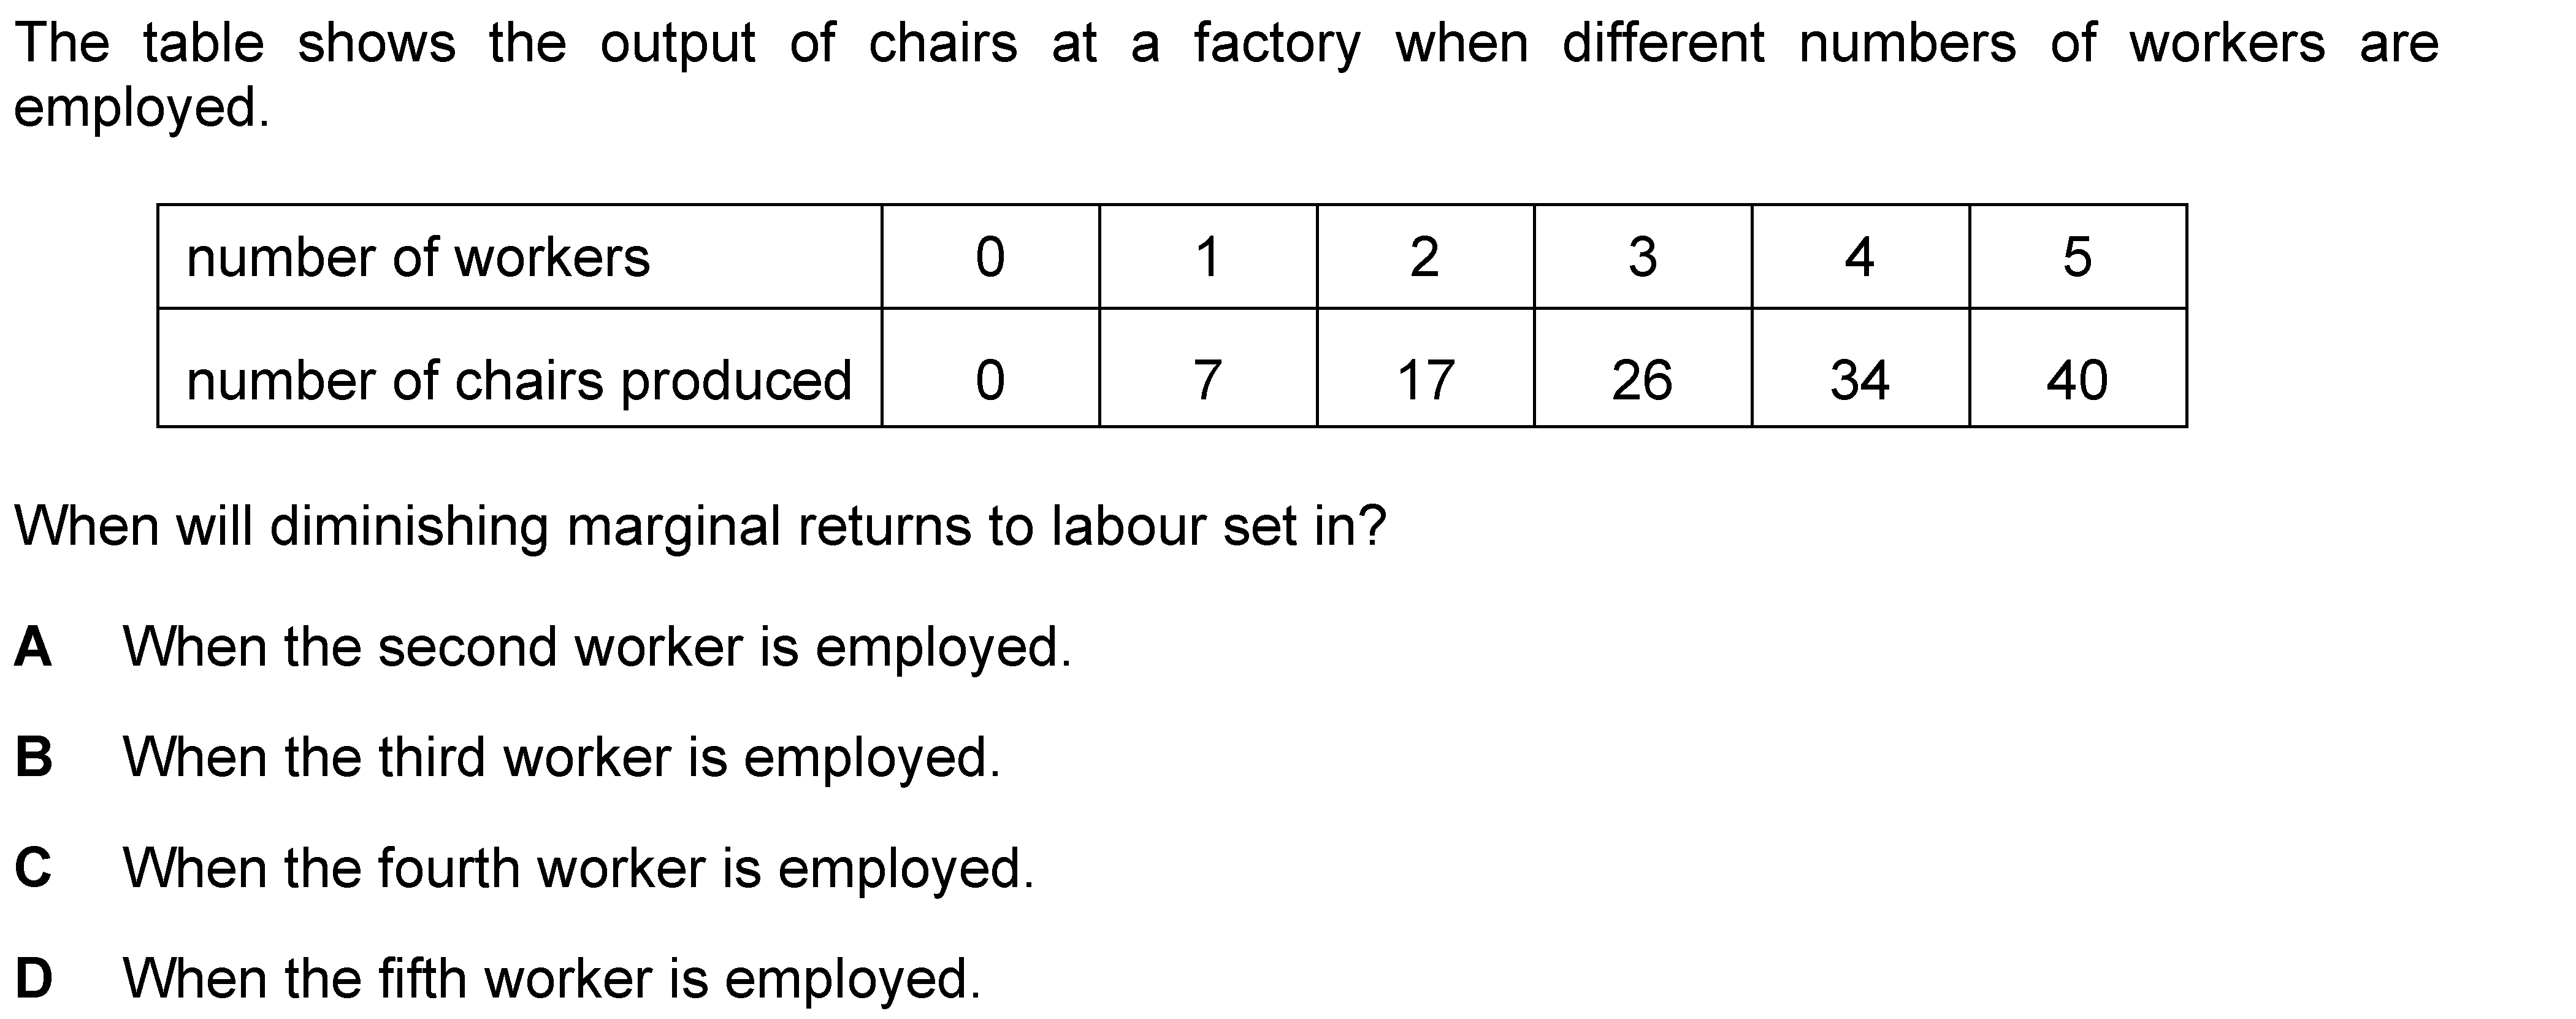 The table shows the output of chairs at a factory when different numbers of workers are
employed.
number of workers 0 1 2 3 4 5
number of chairs produced 0 7 17 26 34 40
When will diminishing marginal returns to labour set in?
A When the second worker is employed.
B When the third worker is employed.
C When the fourth worker is employed.
D When the fifth worker is employed.